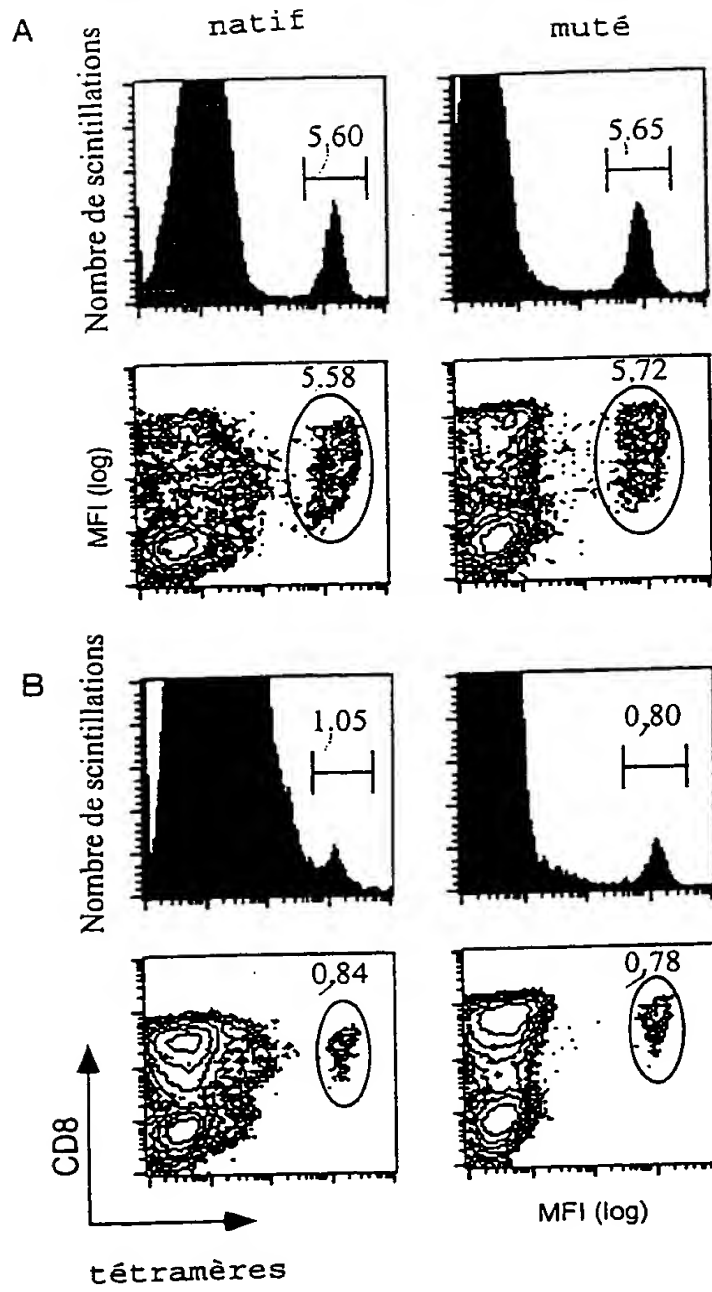 A
natif
muté
Nombre de scintillations
5,60
5,65
MFI (log)
5.58
5,72
B
Nombre de scintillations
1,05
0,80
0,84
0,78
CD8
MFI (log)
tétramères